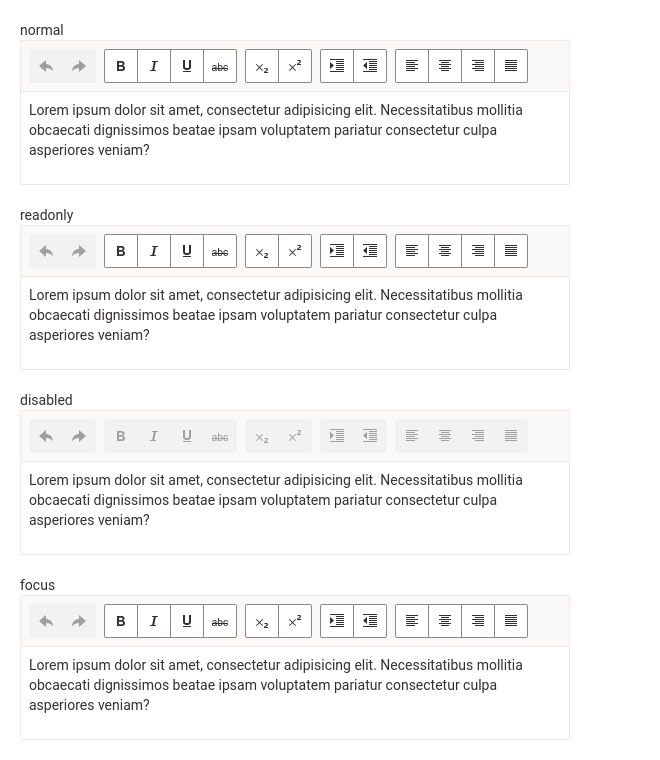 normal
B I U abc ×₂ ×²
Lorem ipsum dolor sit amet, consectetur adipisicing elit. Necessitatibus mollitia
obcaecati dignissimos beatae ipsam voluptatem pariatur consectetur culpa
asperiores veniam?
readonly
B I U abc ×₂ ×²
Lorem ipsum dolor sit amet, consectetur adipisicing elit. Necessitatibus mollitia
obcaecati dignissimos beatae ipsam voluptatem pariatur consectetur culpa
asperiores veniam?
disabled
B I U abc ×₂ ×²
Lorem ipsum dolor sit amet, consectetur adipisicing elit. Necessitatibus mollitia
obcaecati dignissimos beatae ipsam voluptatem pariatur consectetur culpa
asperiores veniam?
focus
B I U abc ×₂ ×²
Lorem ipsum dolor sit amet, consectetur adipisicing elit. Necessitatibus mollitia
obcaecati dignissimos beatae ipsam voluptatem pariatur consectetur culpa
asperiores veniam?